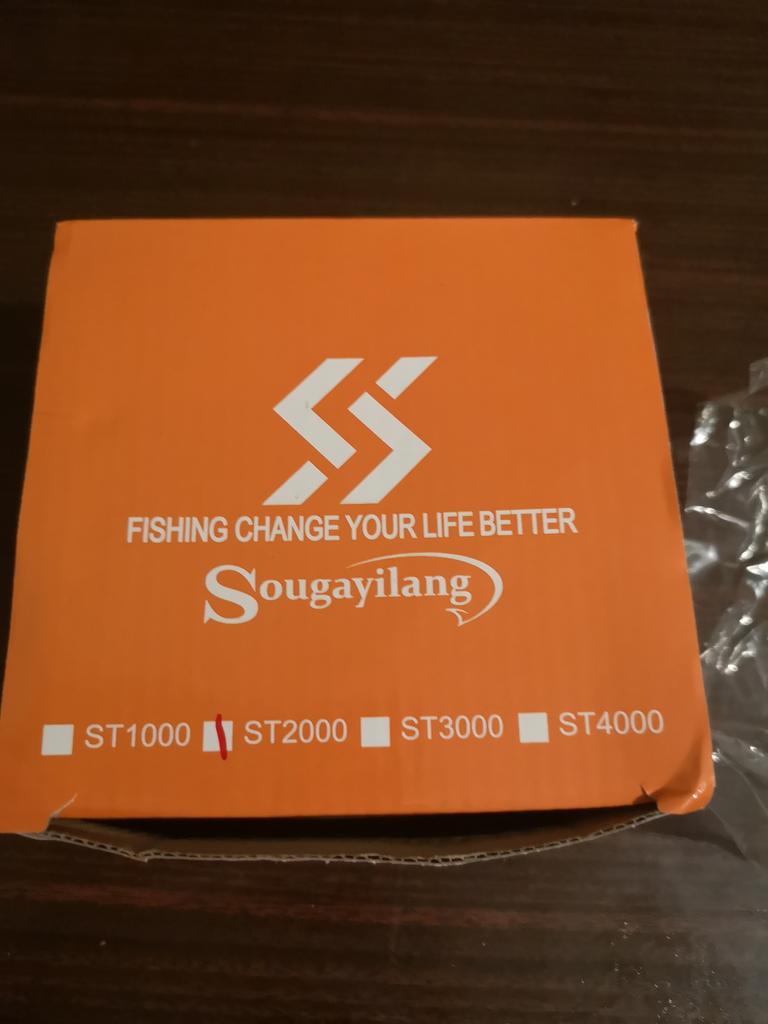 FISHING CHANGE YOUR LIFE BETTER
Sougayilang
ST1000 ST2000 ST3000 ST4000